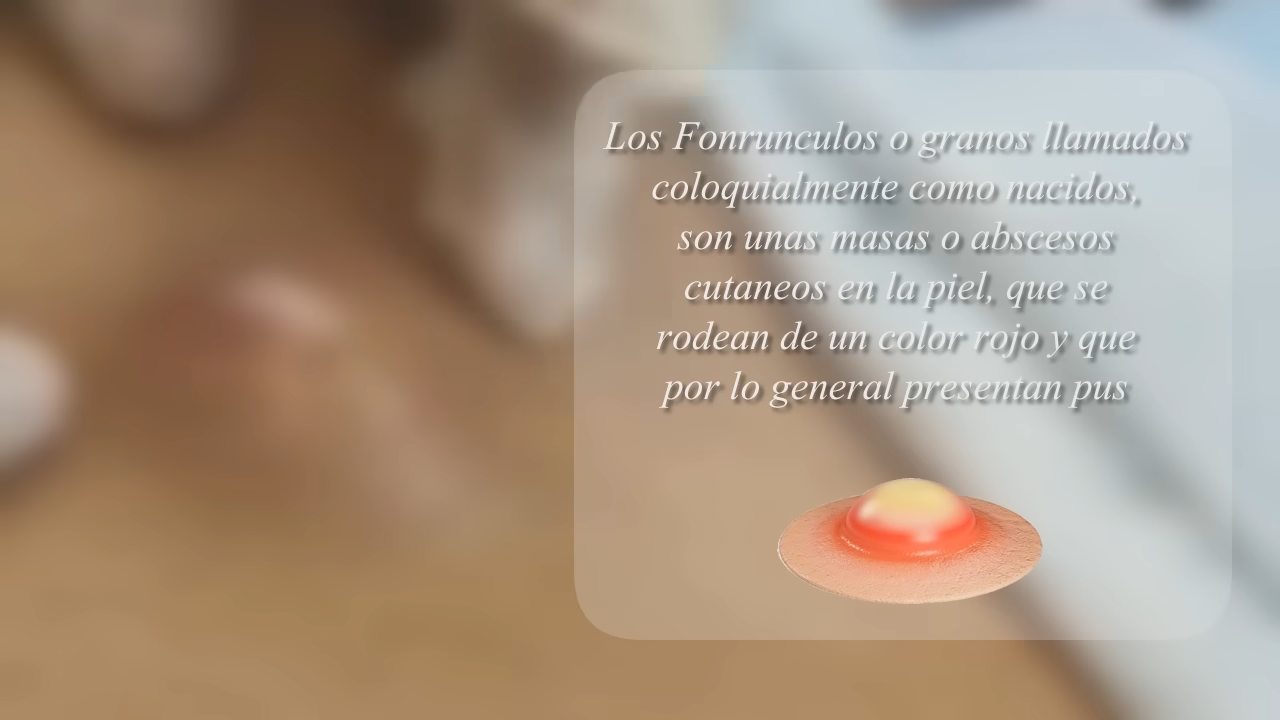 Los Fonrunculos o granos llamados
coloquialmente como nacidos,
son unas masas o abscesos
cutaneos en la piel, que se
rodean de un color rojo y que
por lo general presentan pus